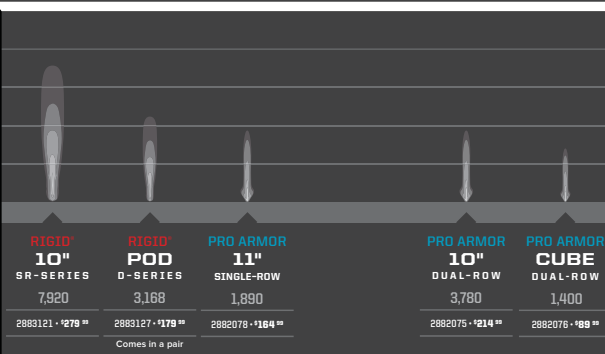 RIGID®
10"
SR-SERIES
7,920
2883121 • $279 99
RIGID®
POD
D-SERIES
3,168
2883127 • $179 99
Comes in a pair
PRO ARMOR
11"
SINGLE-ROW
1,890
2882078 • $164 99
PRO ARMOR
10"
DUAL-ROW
3,780
2882075 • $214 99
PRO ARMOR
CUBE
DUAL-ROW
1,400
2882076 • $89 99